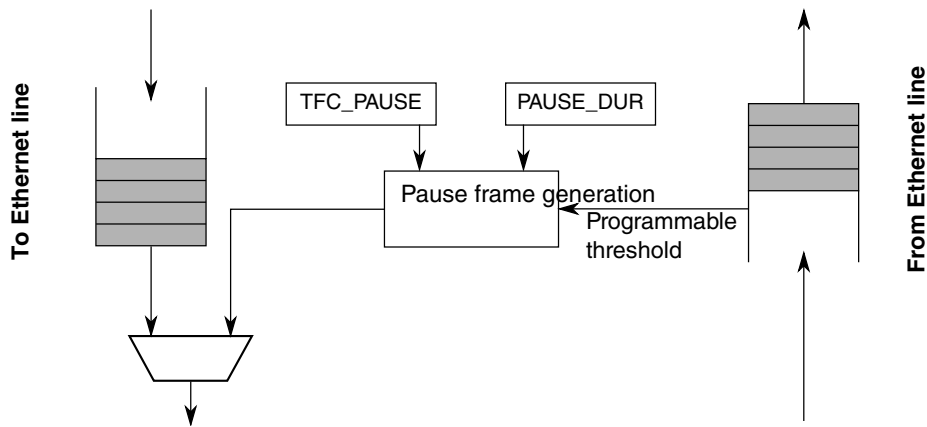 To Ethernet line
TFC_PAUSE
PAUSE_DUR
Pause frame generation
Programmable
threshold
From Ethernet line